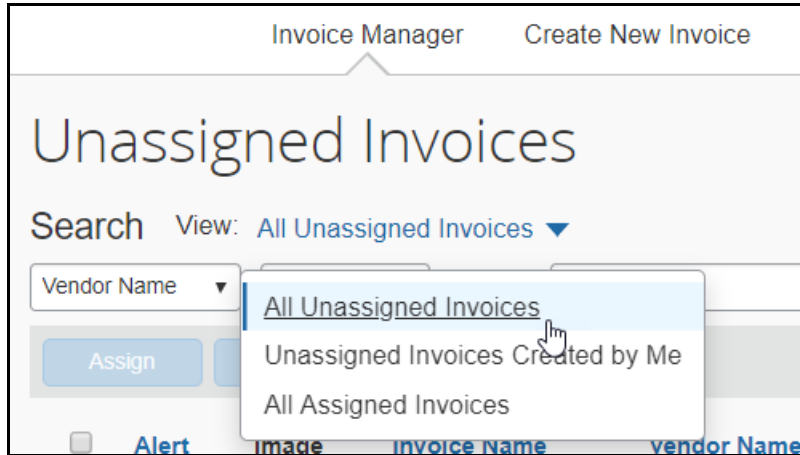 Invoice Manager Create New Invoice
Unassigned Invoices
Search View: All Unassigned Invoices
Vendor Name
All Unassigned Invoices
Assign
Unassigned Invoices Created by Me
All Assigned Invoices
Alert Image Invoice Name Vendor Name